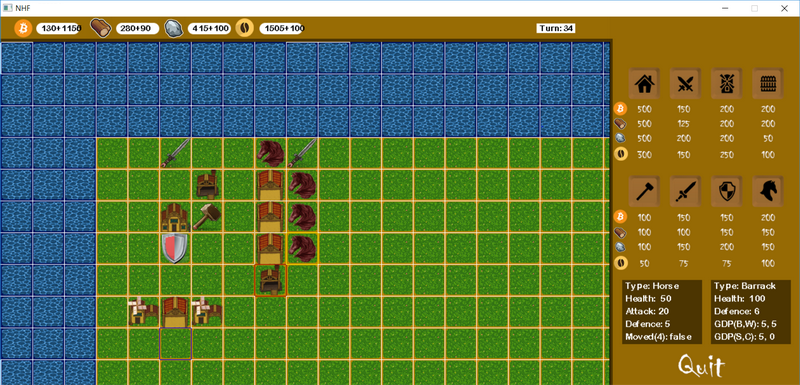 NHF
130+1150 280+90 415+100 1505+100 Turn: 34
500 150 200 200
500 125 200 200
500 200 200 50
300 150 250 100
100 150 150 200
100 100 150 150
100 150 200 150
50 75 75 100
Type: Horse
Health: 50
Attack: 20
Defence: 5
Moved(4): false
Type: Barrack
Health: 100
Defence: 6
GDP(B,W): 5, 5
GDP(S,C): 5, 0
Quit